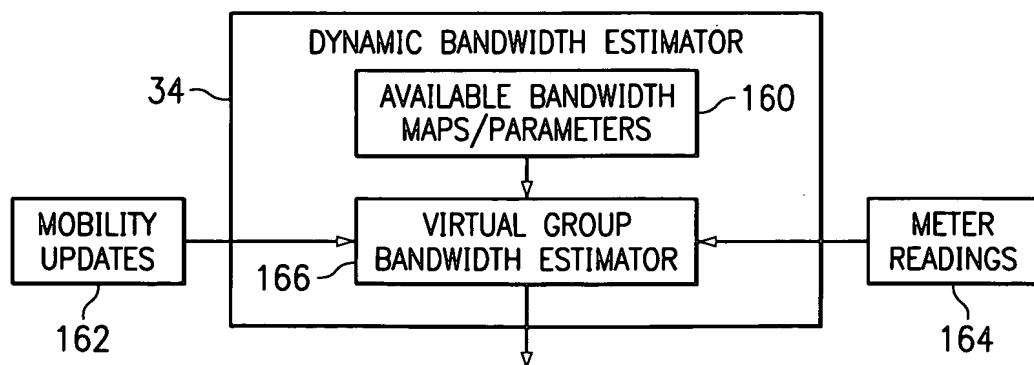 DYNAMIC BANDWIDTH ESTIMATOR
34
AVAILABLE BANDWIDTH
MAPS/PARAMETERS
160
MOBILITY
UPDATES
162
VIRTUAL GROUP
BANDWIDTH ESTIMATOR
166
METER
READINGS
164